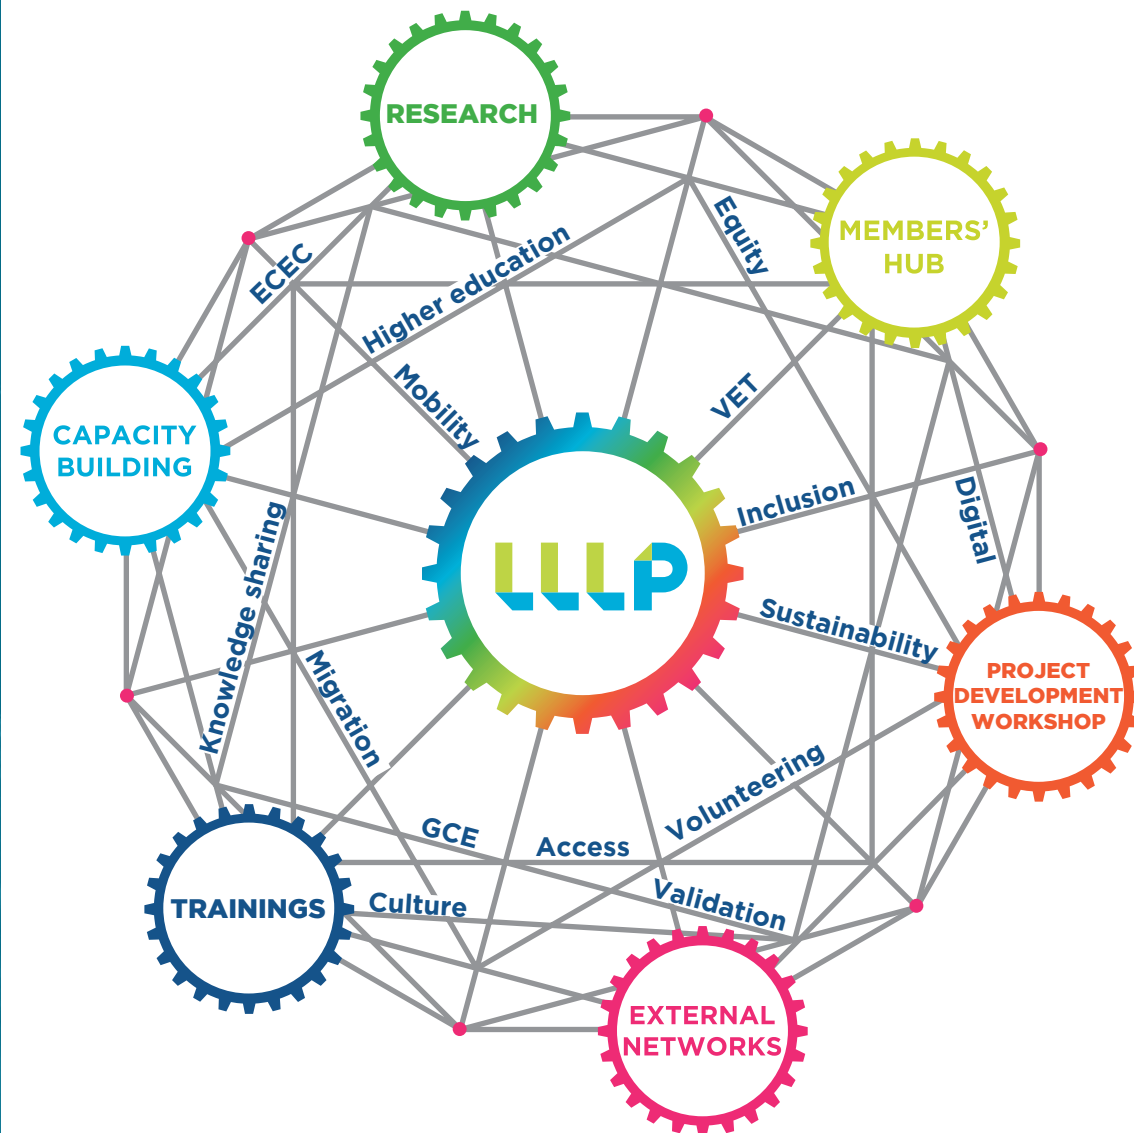 RESEARCH
MEMBERS’
HUB
Equity
ECEC
Higher education
Mobility
VET
CAPACITY
BUILDING
Inclusion
Digital
Knowledge sharing
LLLP
Sustainability
Migration
PROJECT
DEVELOPMENT
WORKSHOP
Volunteering
GCE
Access
Validation
Culture
TRAININGS
EXTERNAL
NETWORKS